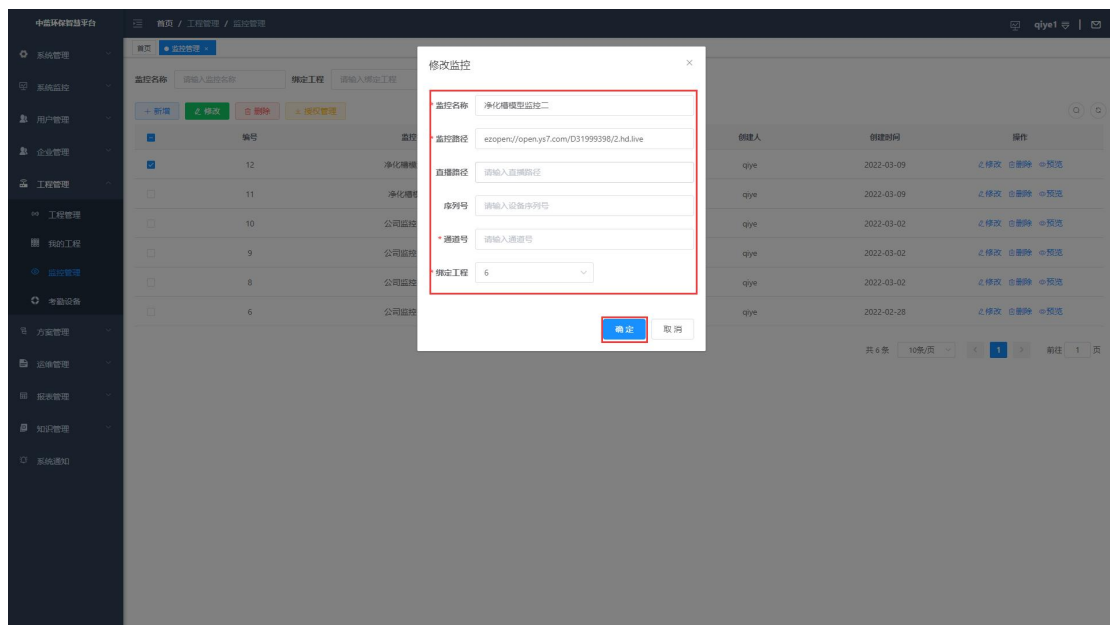 中蓝环保智慧平台
首页 / 工程管理 / 监控管理
qiye1
系统管理
系统监控
用户管理
企业管理
工程管理
工程管理
我的工程
监控管理
考勤设备
方案管理
运维管理
报表管理
知识管理
系统通知
首页 监控管理 ×
监控名称 请输入监控名称 绑定工程 请输入绑定工程
+ 新增 修改 删除 授权管理
编号 监控 创建人 创建时间 操作
12 净化槽模 qiye 2022-03-09 修改 删除 预览
11 净化槽模 qiye 2022-03-09 修改 删除 预览
10 公司监控 qiye 2022-03-02 修改 删除 预览
9 公司监控 qiye 2022-03-02 修改 删除 预览
8 公司监控 qiye 2022-03-02 修改 删除 预览
6 公司监控 qiye 2022-02-28 修改 删除 预览
共 6 条 10条/页 1 前往 1 页
修改监控 ×
* 监控名称 净化槽模型监控二
* 监控路径 ezopen://open.ys7.com/D31999398/2.hd.live
直播路径 请输入直播路径
序列号 请输入设备序列号
* 通道号 请输入通道号
* 绑定工程 6
确 定 取 消